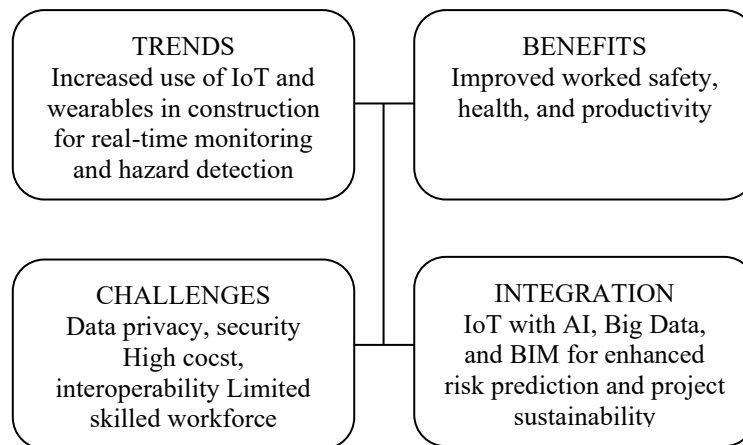 TRENDS
Increased use of IoT and
wearables in construction
for real-time monitoring
and hazard detection
BENEFITS
Improved worked safety,
health, and productivity
CHALLENGES
Data privacy, security
High cocst,
interoperability Limited
skilled workforce
INTEGRATION
IoT with AI, Big Data,
and BIM for enhanced
risk prediction and project
sustainability